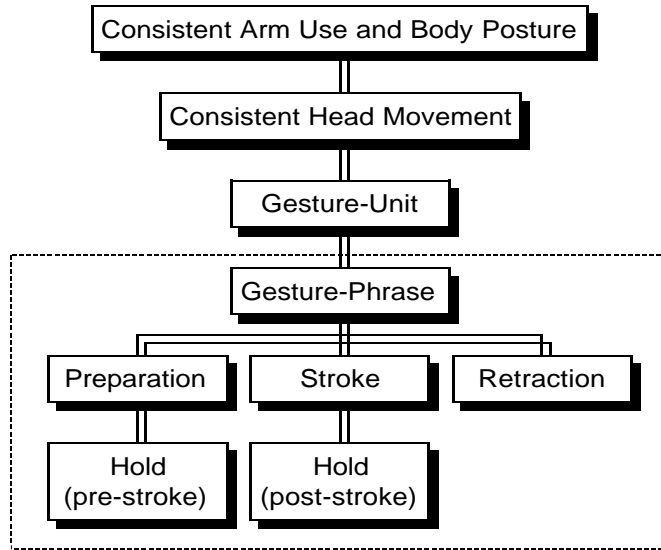 Consistent Arm Use and Body Posture
Consistent Head Movement
Gesture-Unit
Gesture-Phrase
Preparation
Stroke
Retraction
Hold
(pre-stroke)
Hold
(post-stroke)